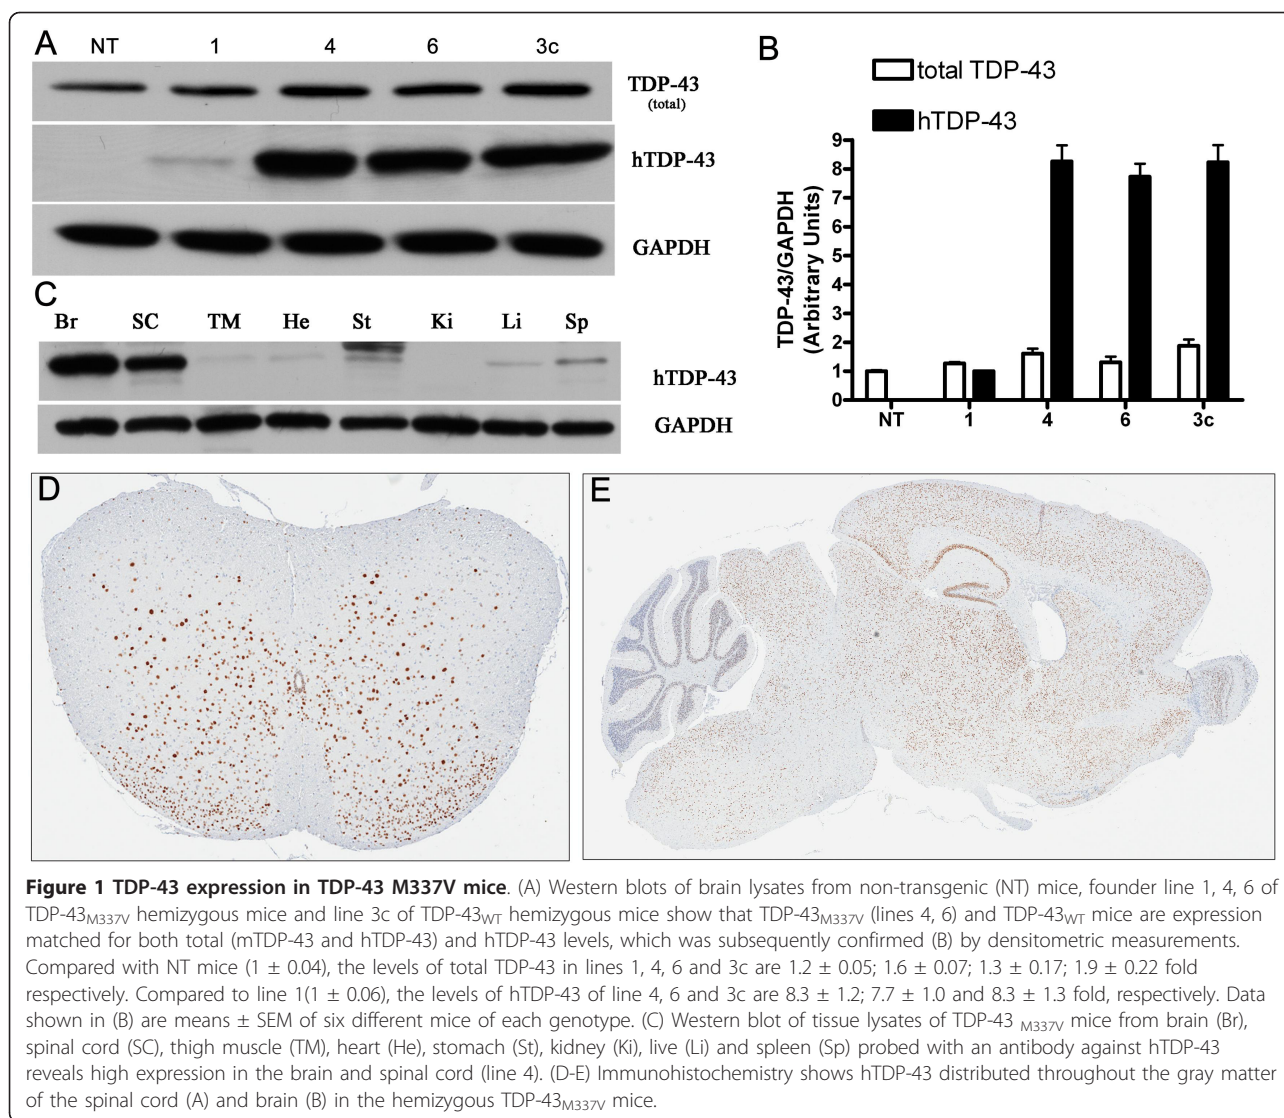 A
NT 1 4 6 3c
TDP-43
(total)
hTDP-43
GAPDH
B
total TDP-43
hTDP-43
TDP-43/GAPDH
(Arbitrary Units)
9
8
7
6
5
4
3
2
1
0
NT 1 4 6 3c
C
Br SC TM He St Ki Li Sp
hTDP-43
GAPDH
D
E
Figure 1 TDP-43 expression in TDP-43 M337V mice. (A) Western blots of brain lysates from non-transgenic (NT) mice, founder line 1, 4, 6 of
TDP-43M337V hemizygous mice and line 3c of TDP-43WT hemizygous mice show that TDP-43M337V (lines 4, 6) and TDP-43WT mice are expression
matched for both total (mTDP-43 and hTDP-43) and hTDP-43 levels, which was subsequently confirmed (B) by densitometric measurements.
Compared with NT mice (1 ± 0.04), the levels of total TDP-43 in lines 1, 4, 6 and 3c are 1.2 ± 0.05; 1.6 ± 0.07; 1.3 ± 0.17; 1.9 ± 0.22 fold
respectively. Compared to line 1(1 ± 0.06), the levels of hTDP-43 of line 4, 6 and 3c are 8.3 ± 1.2; 7.7 ± 1.0 and 8.3 ± 1.3 fold, respectively. Data
shown in (B) are means ± SEM of six different mice of each genotype. (C) Western blot of tissue lysates of TDP-43 M337V mice from brain (Br),
spinal cord (SC), thigh muscle (TM), heart (He), stomach (St), kidney (Ki), live (Li) and spleen (Sp) probed with an antibody against hTDP-43
reveals high expression in the brain and spinal cord (line 4). (D-E) Immunohistochemistry shows hTDP-43 distributed throughout the gray matter
of the spinal cord (A) and brain (B) in the hemizygous TDP-43M337V mice.